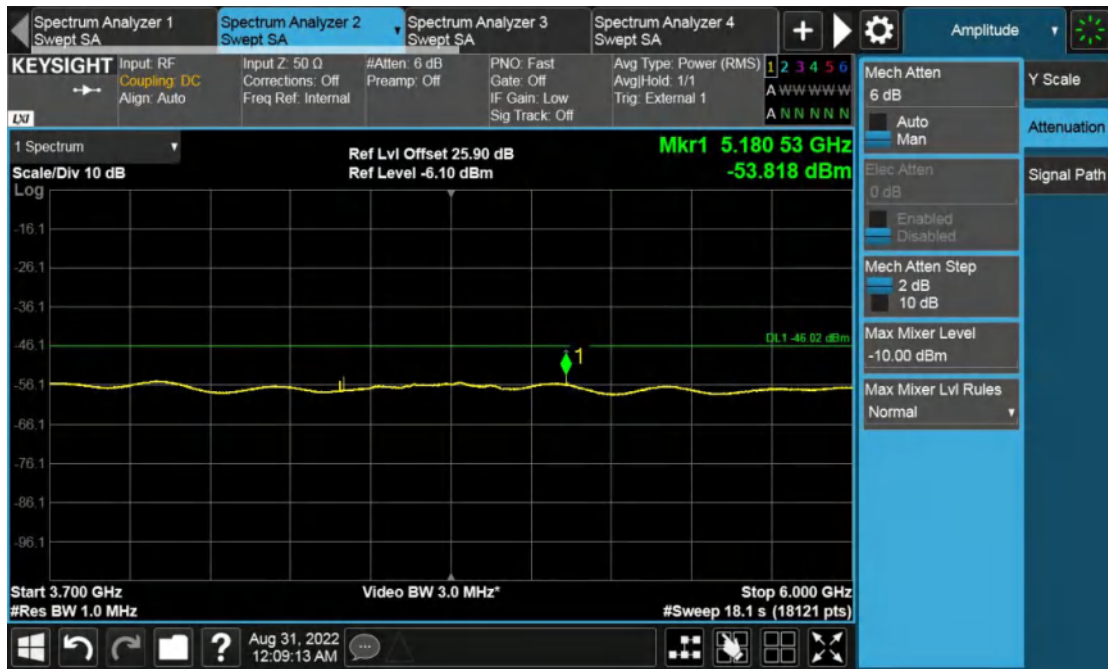 Spectrum Analyzer 1
Swept SA
Spectrum Analyzer 2
Swept SA
Spectrum Analyzer 3
Swept SA
Spectrum Analyzer 4
Swept SA
Amplitude
KEYSIGHT
LXI
Input: RF
Coupling: DC
Align: Auto
Input Z: 50 Ω
Corrections: Off
Freq Ref: Internal
#Atten: 6 dB
Preamp: Off
PNO: Fast
Gate: Off
IF Gain: Low
Sig Track: Off
Avg Type: Power (RMS)
Avg|Hold: 1/1
Trig: External 1
1 2 3 4 5 6
A W W W W W
A N N N N N
1 Spectrum
Scale/Div 10 dB
Log
Ref Lvl Offset 25.90 dB
Ref Level -6.10 dBm
Mkr1 5.180 53 GHz
-53.818 dBm
-16.1
-26.1
-36.1
-46.1
-56.1
-66.1
-76.1
-86.1
-96.1
DL1 -46.02 dBm
1
Start 3.700 GHz
#Res BW 1.0 MHz
Video BW 3.0 MHz*
Stop 6.000 GHz
#Sweep 18.1 s (18121 pts)
?
Aug 31, 2022
12:09:13 AM
Mech Atten
6 dB
Auto
Man
Elec Atten
0 dB
Enabled
Disabled
Mech Atten Step
2 dB
10 dB
Max Mixer Level
-10.00 dBm
Max Mixer Lvl Rules
Normal
Y Scale
Attenuation
Signal Path